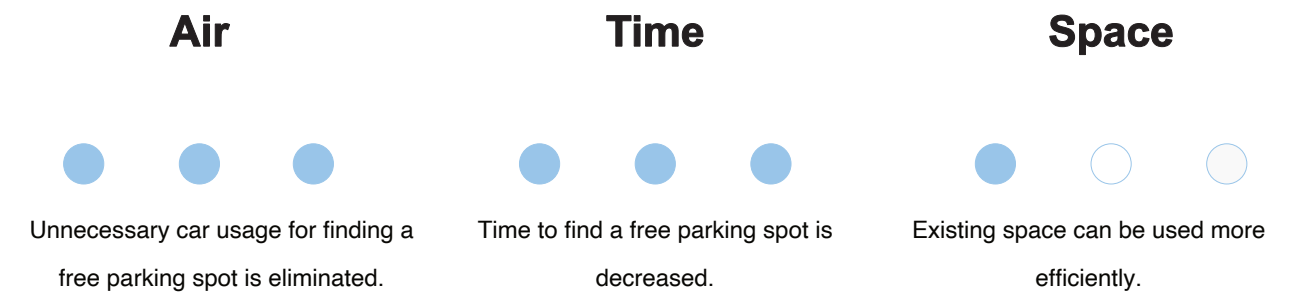 Air
Unnecessary car usage for finding a
free parking spot is eliminated.
Time
Time to find a free parking spot is
decreased.
Space
Existing space can be used more
efficiently.